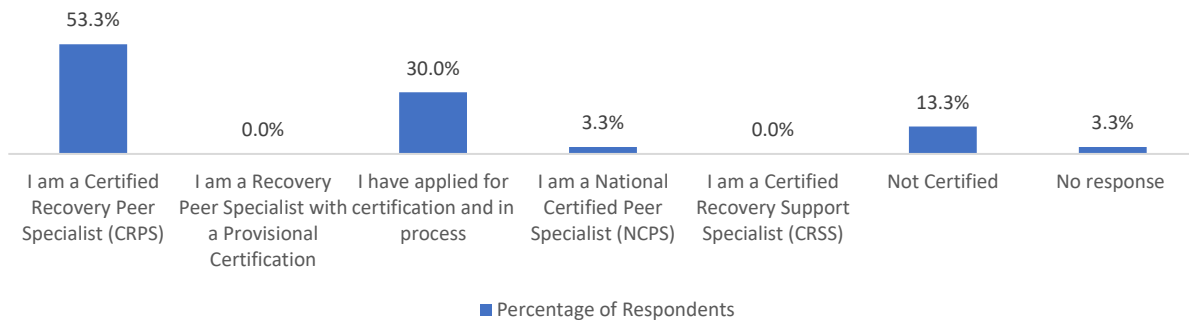 53.3%
30.0%
13.3%
0.0%
3.3%
0.0%
3.3%
I am a Certified Recovery Peer Specialist (CRPS)
I am a Recovery Peer Specialist with a Provisional Certification
I have applied for certification and in process
I am a National Certified Peer Specialist (NCPS)
I am a Certified Recovery Support Specialist (CRSS)
Not Certified
No response
Percentage of Respondents